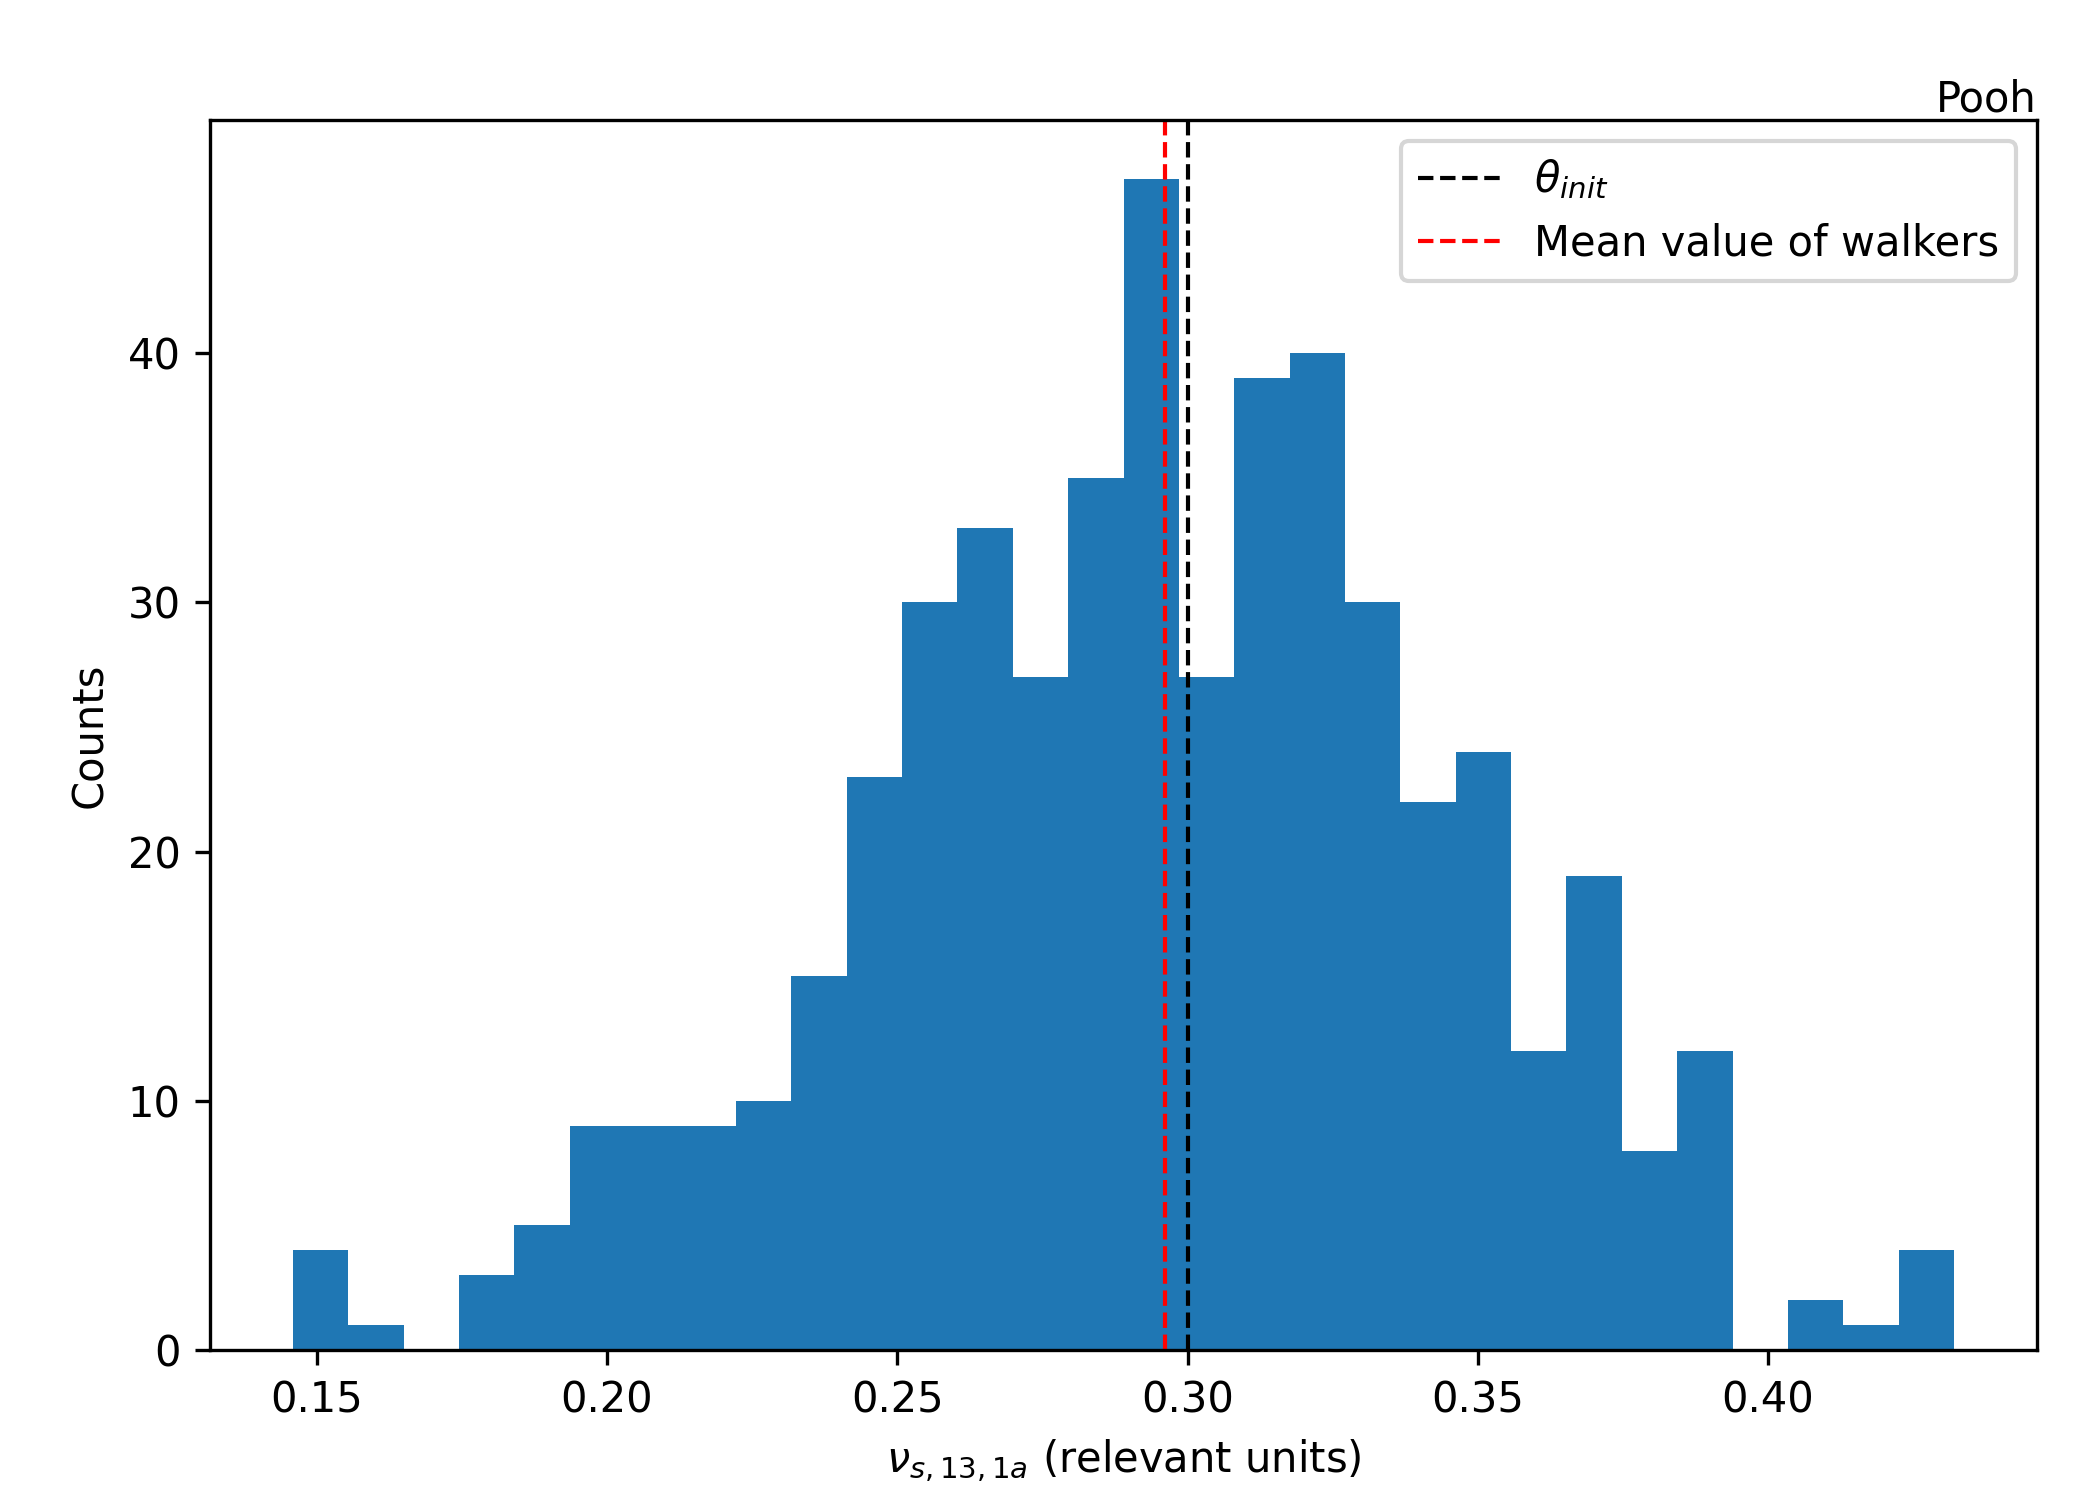 Pooh
θinit
Mean value of walkers
40
30
20
10
0
Counts
0.15 0.20 0.25 0.30 0.35 0.40
νs, 13, 1a (relevant units)